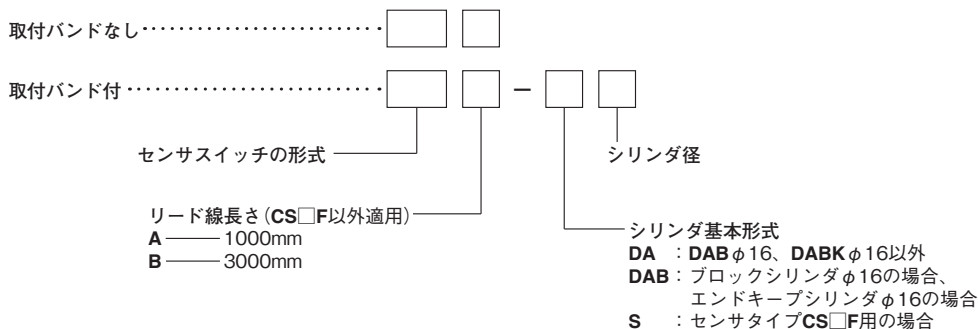 取付バンドなし‥‥‥‥‥‥‥‥‥‥‥‥
取付バンド付‥‥‥‥‥‥‥‥‥‥‥‥‥ −
センサスイッチの形式
シリンダ径
リード線長さ(CS□F以外適用)
A 1000mm
B 3000mm
シリンダ基本形式
DA：DABφ16、DABKφ16以外
DAB：ブロックシリンダφ16の場合、
エンドキープシリンダφ16の場合
S：センサタイプCS□F用の場合